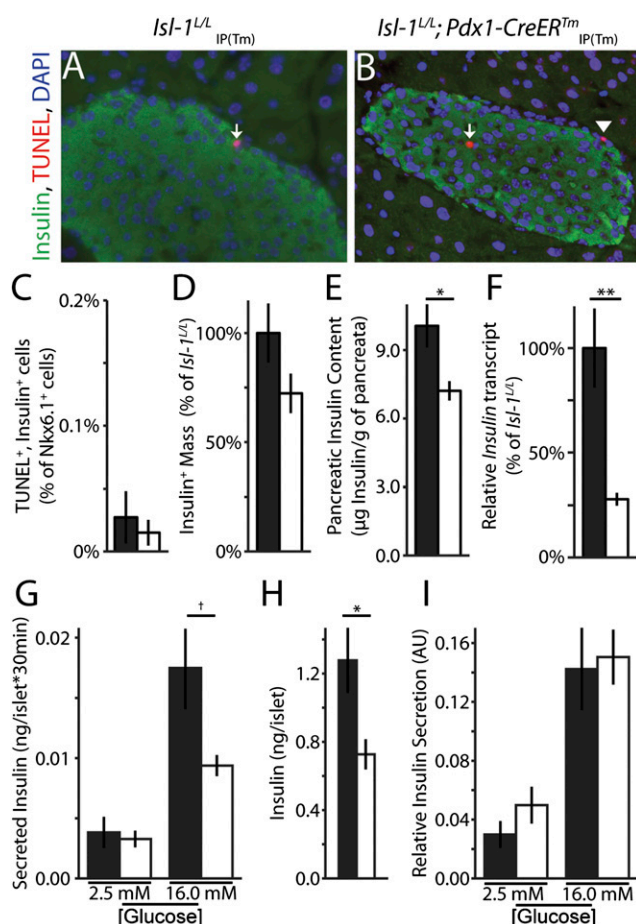 Isl-1L/L IP(Tm)
Isl-1L/L; Pdx1-CreERTm IP(Tm)
Insulin, TUNEL, DAPI
A
B
C
TUNEL+, Insulin+ cells
(% of Nkx6.1+ cells)
0.2%
0.1%
0%
D
Insulin+ Mass (% of Isl-1L/L)
100%
50%
0%
E
Pancreatic Insulin Content
(µg Insulin/g of pancreata)
9.0
6.0
3.0
0.0
*
F
Relative Insulin transcript
(% of Isl-1L/L)
100%
50%
0%
**
G
Secreted Insulin (ng/islet*30min)
0.02
0.01
0.00
†
2.5 mM 16.0 mM
[Glucose]
H
Insulin (ng/islet)
1.2
0.8
0.4
0.0
*
I
Relative Insulin Secretion (AU)
0.16
0.12
0.08
0.04
0.00
2.5 mM 16.0 mM
[Glucose]